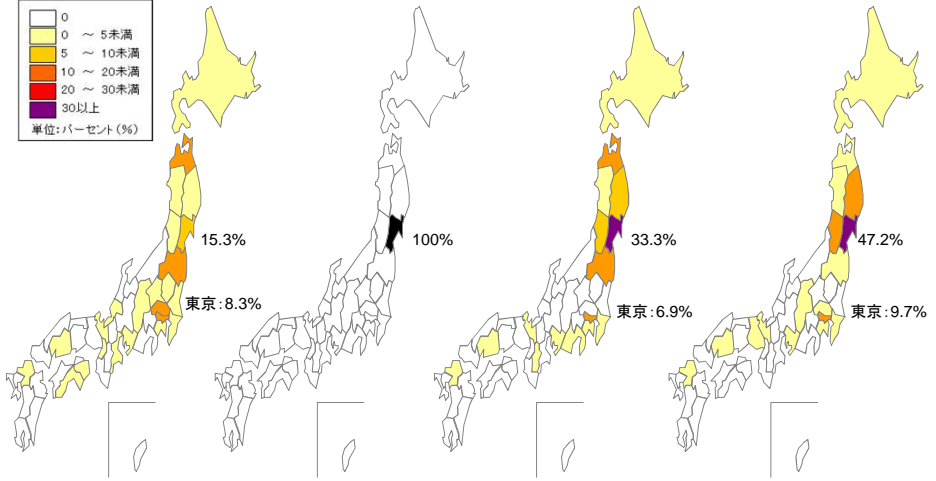 0
0 ～ 5未満
5 ～ 10未満
10 ～ 20未満
20 ～ 30未満
30以上
単位：パーセント（％）
15.3%
100%
33.3%
47.2%
東京：8.3%
東京：6.9%
東京：9.7%